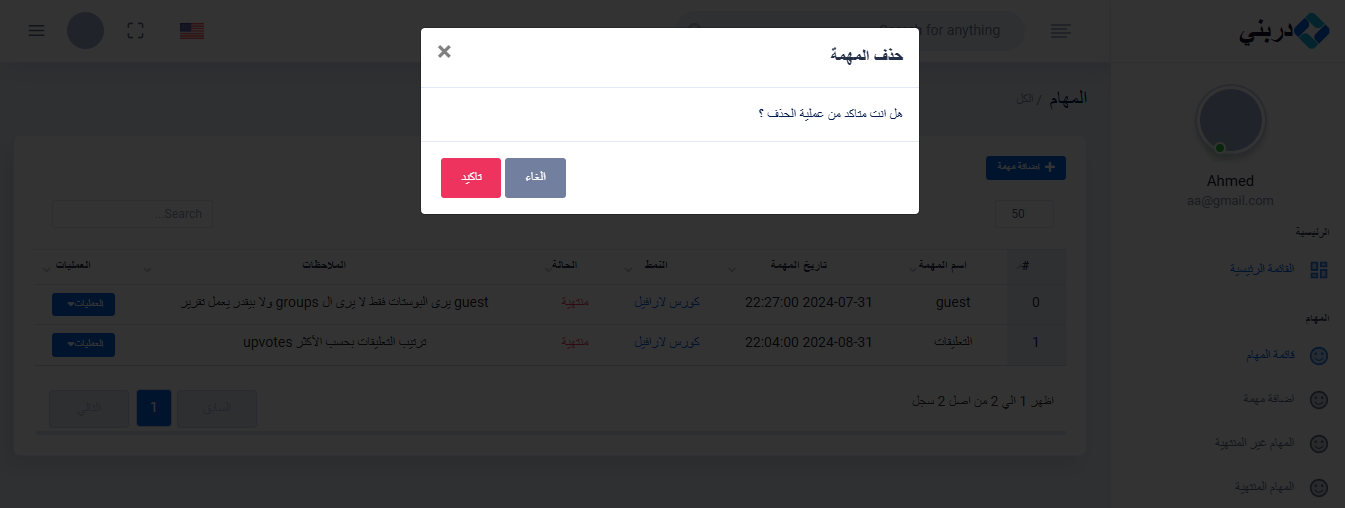 دربني
Search for anything
حذف المهمة
×
هل انت متاكد من عملية الحذف ؟
الغاء
تاكيد
المهام / الكل
اضافة مهمة
50
Search...
# اسم المهمة تاريخ المهمة النمط الحالة الملاحظات العمليات
0 guest 2024-07-31 22:27:00 كورس لارافيل منتهية guest يرى البوستات فقط لا يرى ال groups ولا بيقدر يعمل تقرير العمليات
1 التعليقات 2024-08-31 22:04:00 كورس لارافيل منتهية ترتيب التعليقات بحسب الأكثر upvotes العمليات
اظهر 1 الي 2 من اصل 2 سجل
السابق 1 التالي
Ahmed
aa@gmail.com
الرئيسية
القائمة الرئيسية
المهام
قائمة المهام
اضافة مهمة
المهام غير المنتهية
المهام المنتهية